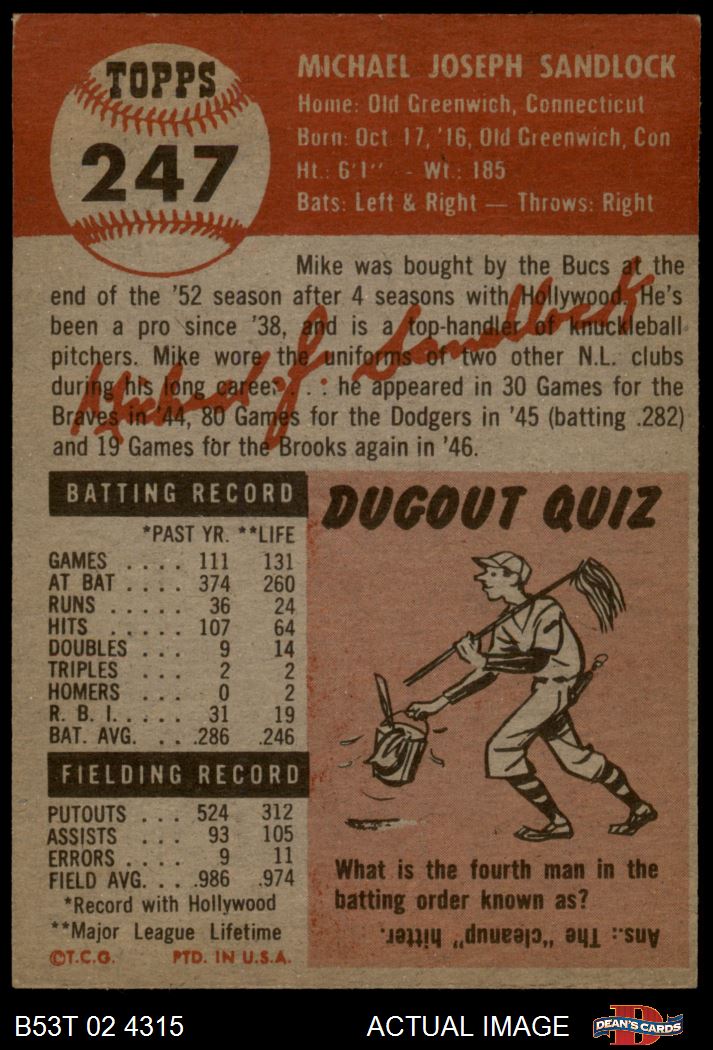 TOPPS
247
MICHAEL JOSEPH SANDLOCK
Home: Old Greenwich, Connecticut
Born: Oct 17, '16, Old Greenwich, Con
Ht.: 6'1" - Wt.: 185
Bats: Left & Right — Throws: Right
Mike was bought by the Bucs at the
end of the '52 season after 4 seasons with Hollywood. He's
been a pro since '38, and is a top-handler of knuckleball
pitchers. Mike wore the uniforms of two other N.L. clubs
during his long career . . : he appeared in 30 Games for the
Braves in '44, 80 Games for the Dodgers in '45 (batting .282)
and 19 Games for the Brooks again in '46.
Michael J. Sandlock
BATTING RECORD
*PAST YR. **LIFE
GAMES . . . . 111 131
AT BAT . . . . 374 260
RUNS . . . . . 36 24
HITS . . . . . 107 64
DOUBLES . . . 9 14
TRIPLES . . . 2 2
HOMERS . . . 0 2
R. B. I. . . . . 31 19
BAT. AVG. . . .286 .246
FIELDING RECORD
PUTOUTS . . . 524 312
ASSISTS . . . 93 105
ERRORS . . . . 9 11
FIELD AVG. . . .986 .974
*Record with Hollywood
**Major League Lifetime
©T.C.G. PTD. IN U.S.A.
DUGOUT QUIZ
What is the fourth man in the
batting order known as?
Ans.: The "cleanup" hitter.
B53T 02 4315
ACTUAL IMAGE
D
DEAN'S CARDS